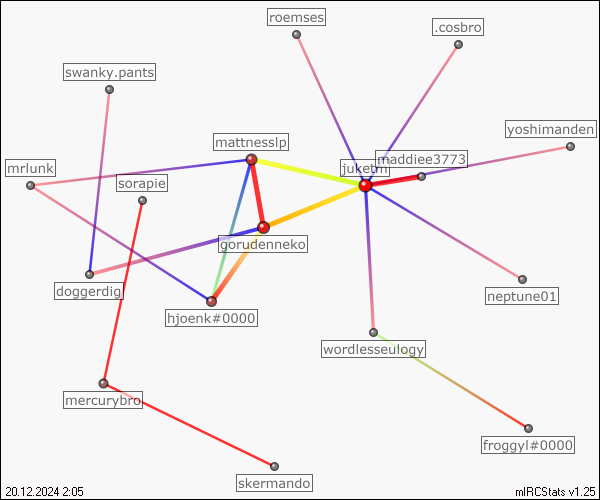 roemses
.cosbro
swanky.pants
yoshimanden
mattnesslp
maddiee3773
juketm
mrlunk
sorapie
gorudenneko
doggerdig
neptune01
hjoenk#0000
wordlesseulogy
mercurybro
froggyl#0000
skermando
20.12.2024 2:05
mIRCStats v1.25